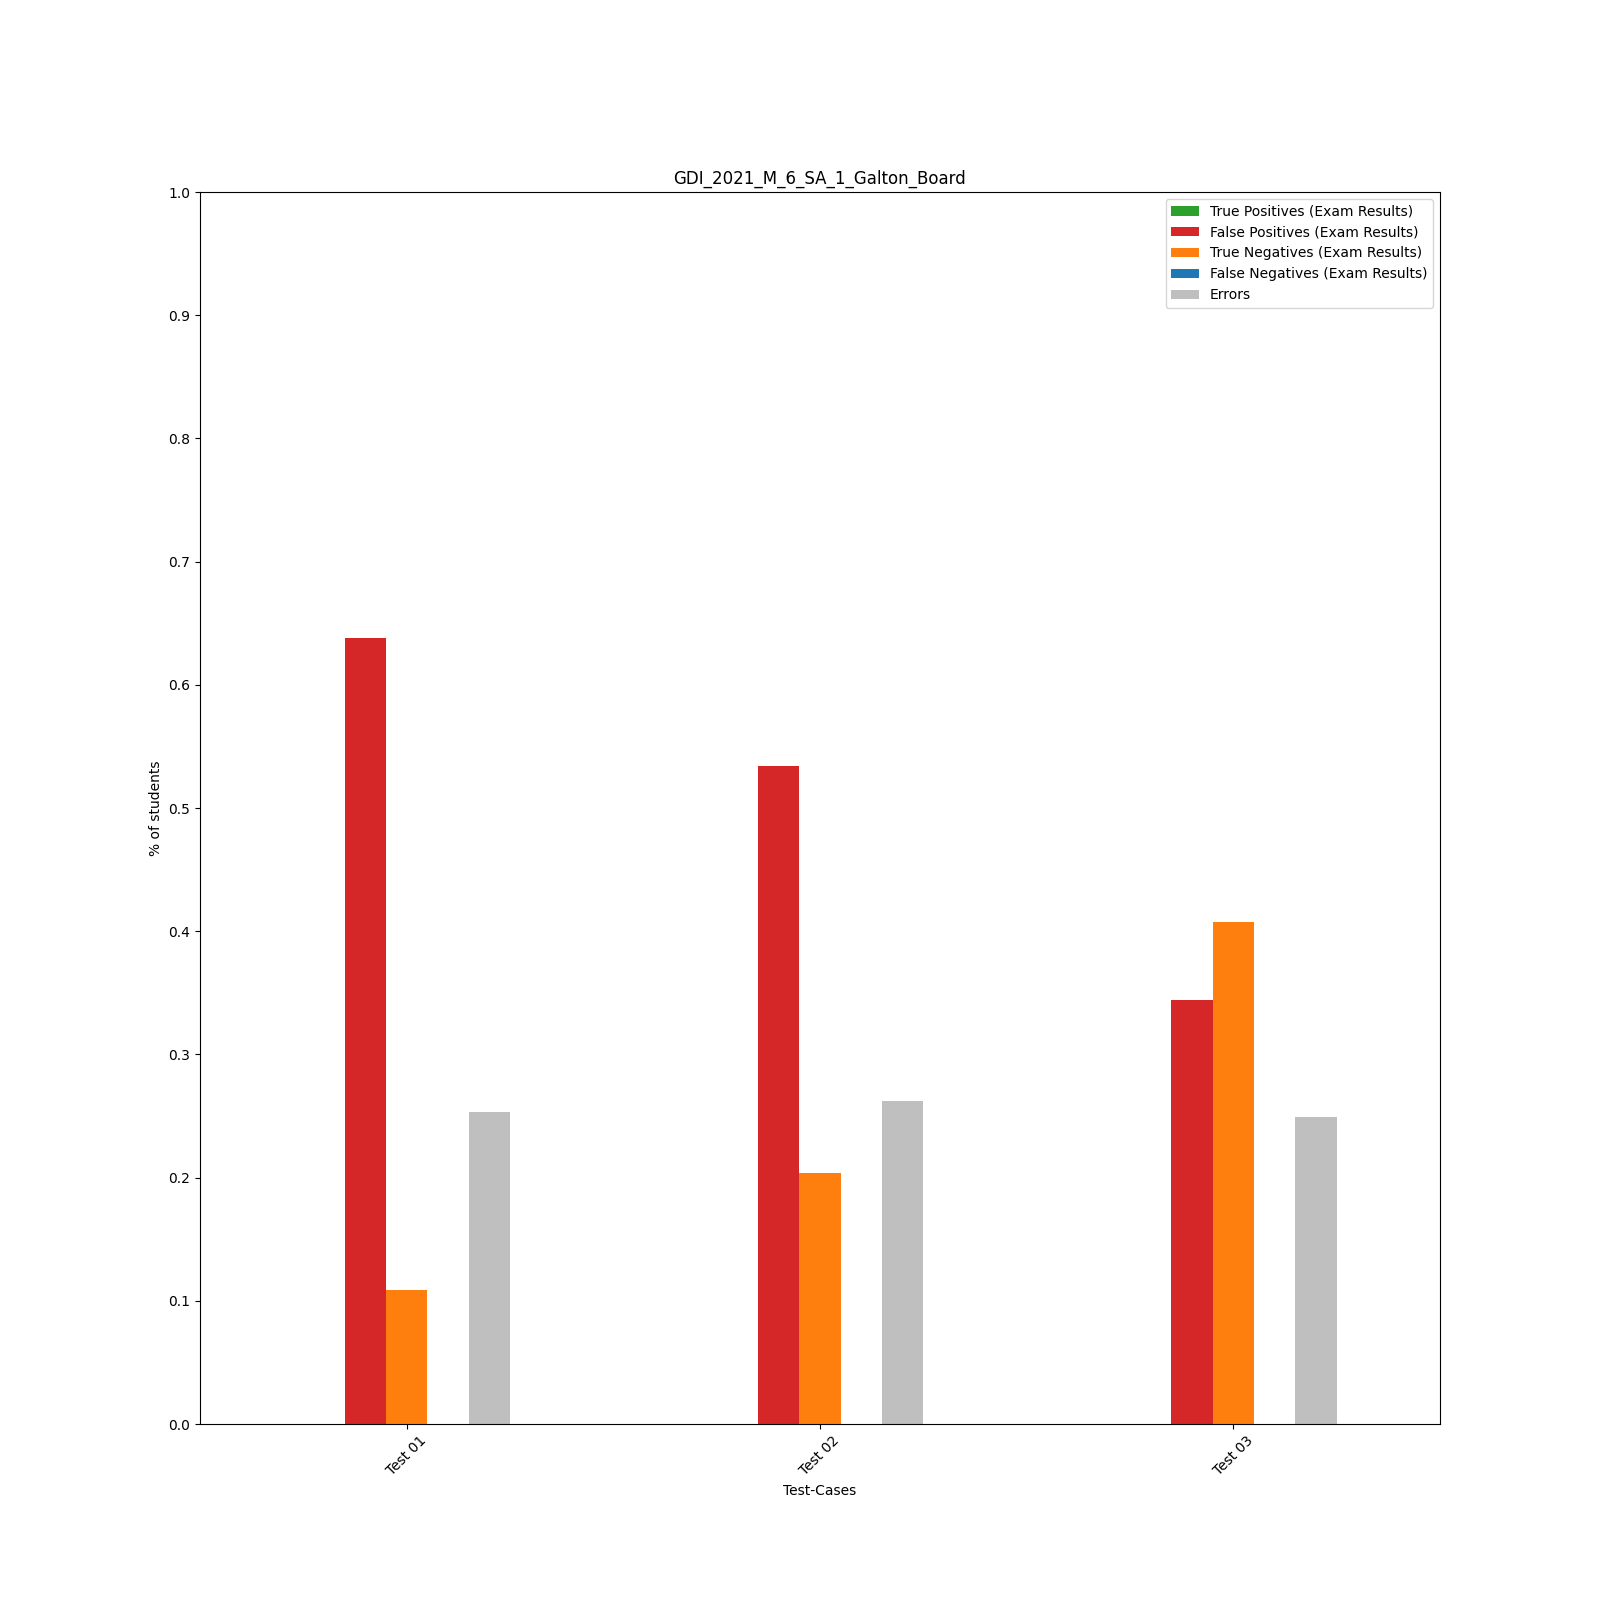 GDI_2021_M_6_SA_1_Galton_Board
True Positives (Exam Results)
False Positives (Exam Results)
True Negatives (Exam Results)
False Negatives (Exam Results)
Errors
% of students
1.0
0.9
0.8
0.7
0.6
0.5
0.4
0.3
0.2
0.1
0.0
Test 01
Test 02
Test 03
Test-Cases